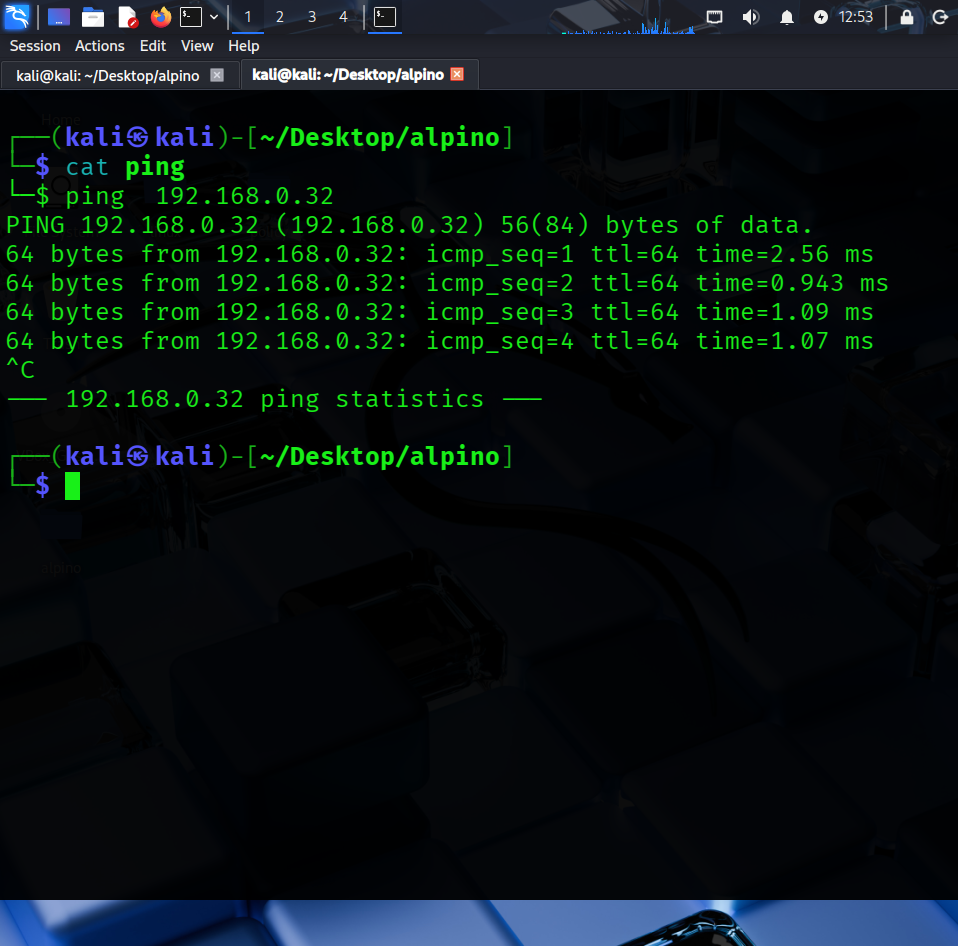 1 2 3 4 12:53
Session Actions Edit View Help
kali@kali: ~/Desktop/alpino kali@kali: ~/Desktop/alpino
Home
┌──(kali㉿kali)-[~/Desktop/alpino]
└─$ cat ping
└─$ ping  192.168.0.32
PING 192.168.0.32 (192.168.0.32) 56(84) bytes of data.
64 bytes from 192.168.0.32: icmp_seq=1 ttl=64 time=2.56 ms
64 bytes from 192.168.0.32: icmp_seq=2 ttl=64 time=0.943 ms
64 bytes from 192.168.0.32: icmp_seq=3 ttl=64 time=1.09 ms
64 bytes from 192.168.0.32: icmp_seq=4 ttl=64 time=1.07 ms
^C
--- 192.168.0.32 ping statistics ---
┌──(kali㉿kali)-[~/Desktop/alpino]
└─$
alpino